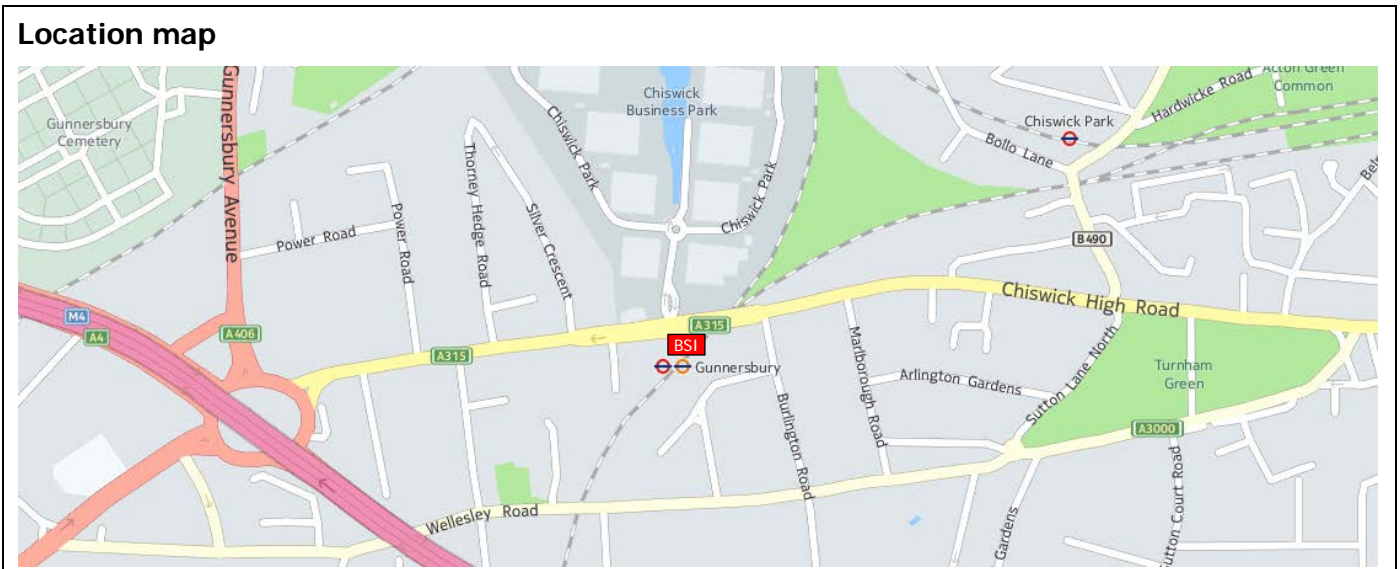 Location map
Acton Green
Common
Hardwicke Road
Gunnersbury Avenue
Chiswick
Business Park
Gunnersbury
Cemetery
Chiswick Park
Chiswick Park
Bollo Lane
Chiswick Park
Thorney Hedge Road
Silver Crescent
Power Road
Power Road
B490
Chiswick High Road
M4
A4
A406
A315
A315
BSI
Gunnersbury
Marlborough Road
Sutton Lane North
Turnham
Green
Arlington Gardens
Burlington Road
A3000
Sutton Court Road
Wellesley Road
Gardens